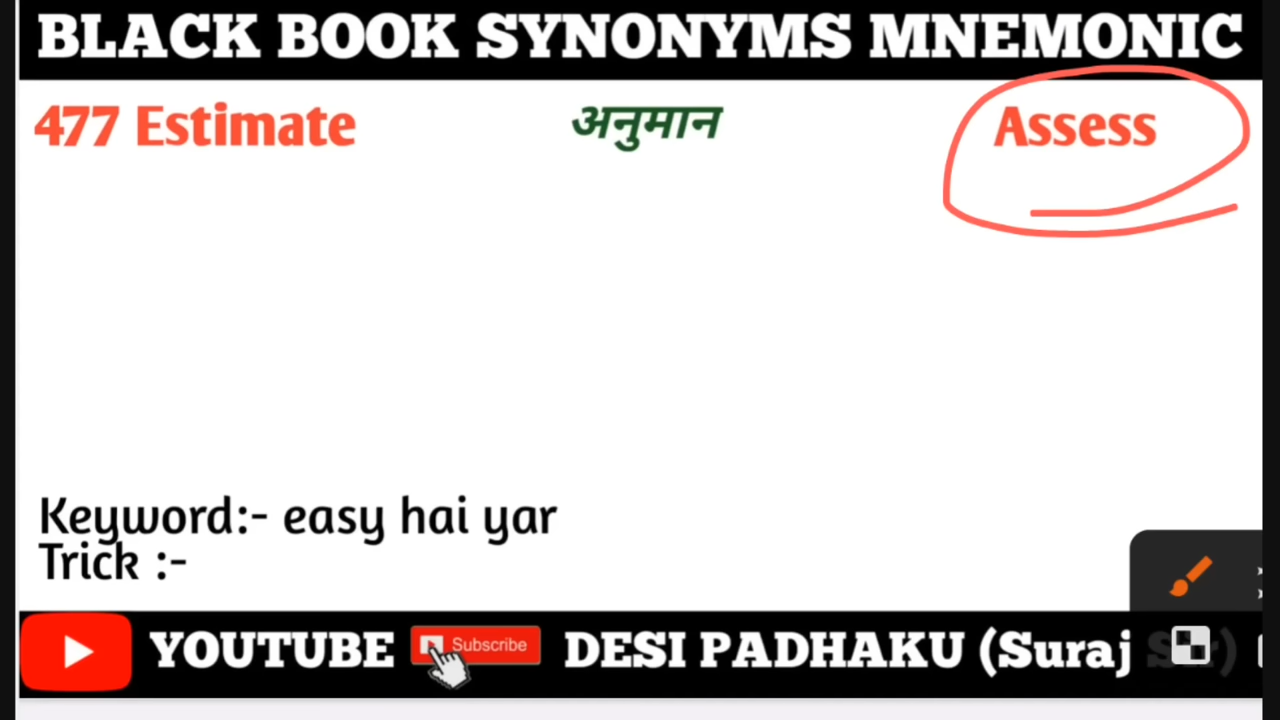 BLACK BOOK SYNONYMS MNEMONIC
477 Estimate अनुमान Assess
Keyword:- easy hai yar
Trick :-
YOUTUBE Subscribe DESI PADHAKU (Suraj